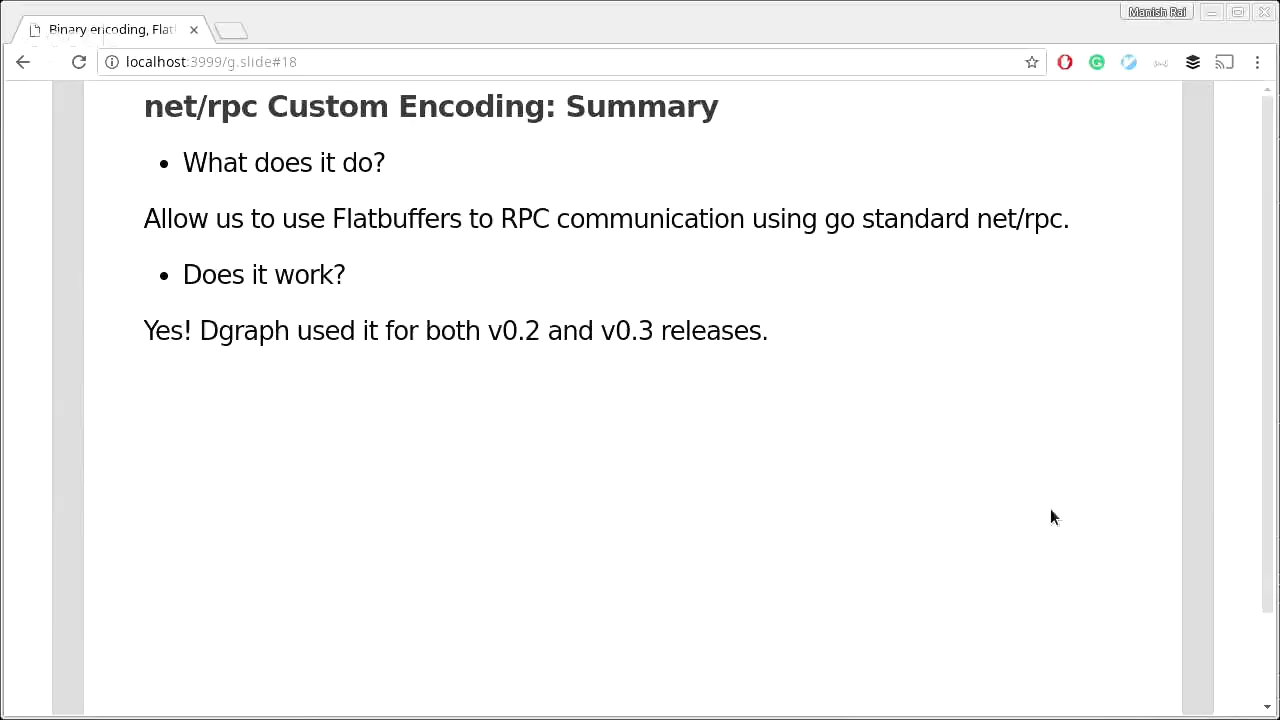 Manish Rai
Binary encoding, Flat
localhost:3999/g.slide#18
net/rpc Custom Encoding: Summary
• What does it do?
Allow us to use Flatbuffers to RPC communication using go standard net/rpc.
• Does it work?
Yes! Dgraph used it for both v0.2 and v0.3 releases.